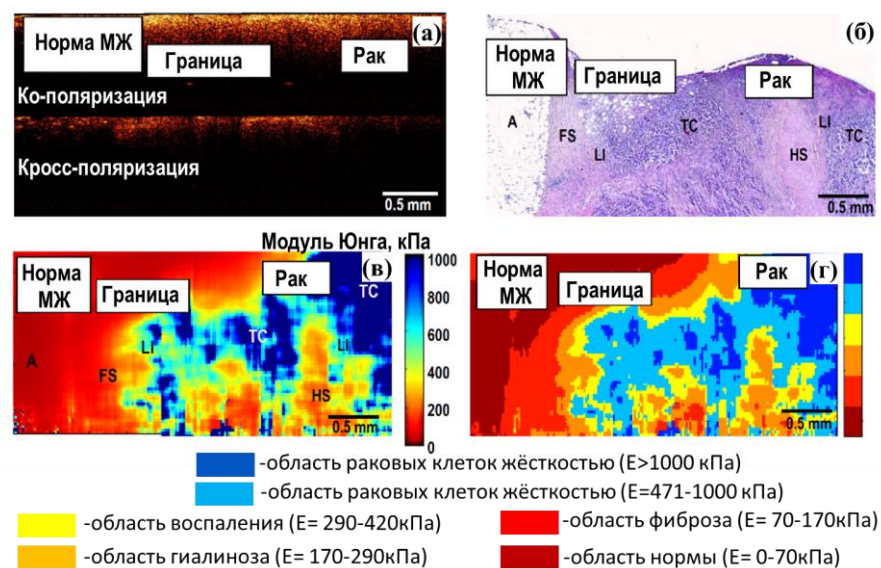 (а)
Норма МЖ
Граница
Рак
Ко-поляризация
Кросс-поляризация
0.5 mm
(б)
Норма
МЖ
Граница
Рак
A
FS
LI
TC
HS
LI
TC
0.5 mm
Модуль Юнга, кПа
(в)
Норма
МЖ
Граница
Рак
TC
A
FS
LI
TC
LI
HS
0.5 mm
1000
800
600
400
200
0
(г)
Норма
МЖ
Граница
Рак
0.5 mm
-область раковых клеток жёсткостью (E>1000 кПа)
-область раковых клеток жёсткостью (E=471-1000 кПа)
-область воспаления (E= 290-420кПа)
-область фиброза (E= 70-170кПа)
-область гиалиноза (E= 170-290кПа)
-область нормы (E= 0-70кПа)